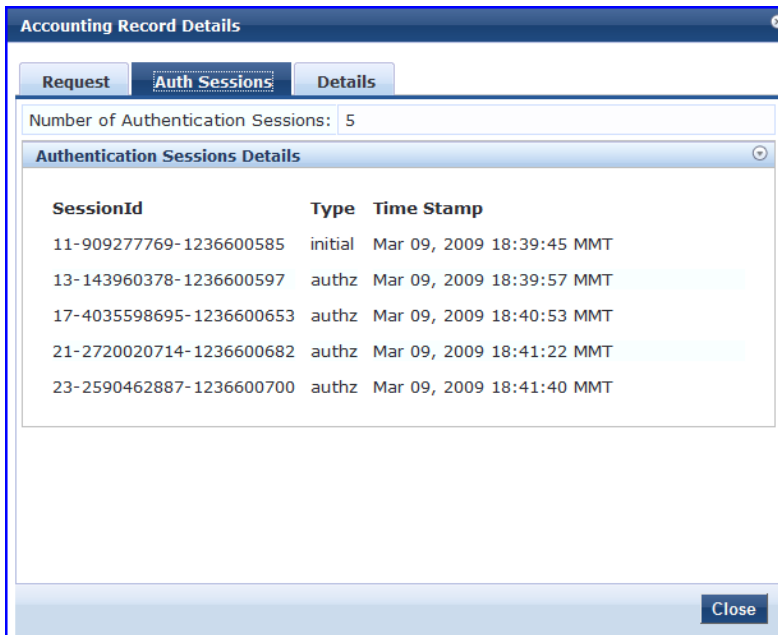 Accounting Record Details
Request Auth Sessions Details
Number of Authentication Sessions: 5
Authentication Sessions Details
SessionId Type Time Stamp
11-909277769-1236600585 initial Mar 09, 2009 18:39:45 MMT
13-143960378-1236600597 authz Mar 09, 2009 18:39:57 MMT
17-4035598695-1236600653 authz Mar 09, 2009 18:40:53 MMT
21-2720020714-1236600682 authz Mar 09, 2009 18:41:22 MMT
23-2590462887-1236600700 authz Mar 09, 2009 18:41:40 MMT
Close